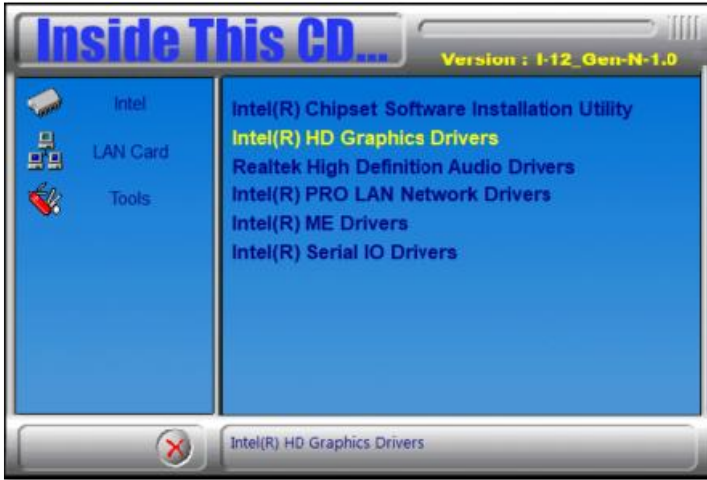 Inside This CD...
Version : I-12_Gen-N-1.0
Intel
LAN Card
Tools
Intel(R) Chipset Software Installation Utility
Intel(R) HD Graphics Drivers
Realtek High Definition Audio Drivers
Intel(R) PRO LAN Network Drivers
Intel(R) ME Drivers
Intel(R) Serial IO Drivers
Intel(R) HD Graphics Drivers